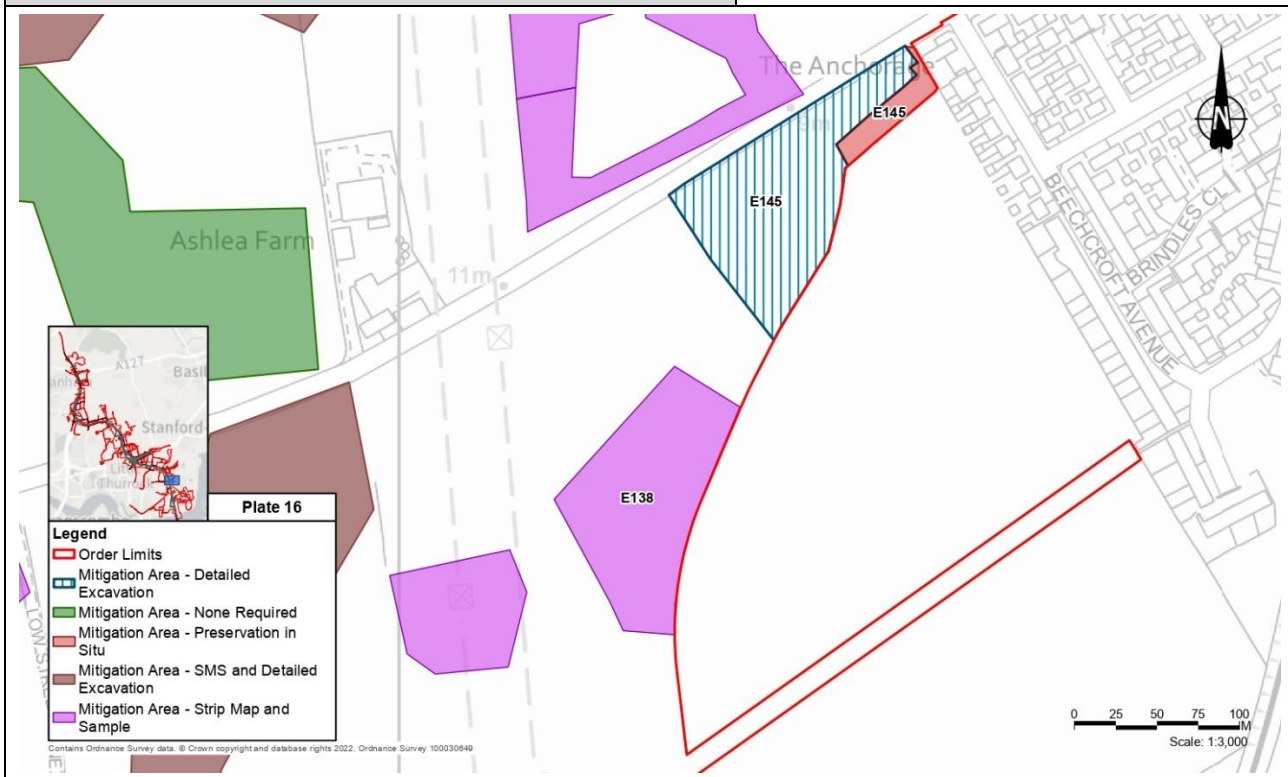 The Anchorage
9m
E145
E145
N
Ashlea Farm
11m
BEECHCROFT AVENUE
BRINDLES CL
E138
A127
Basil
Stanford-
Thurrock
Plate 16
Legend
Order Limits
Mitigation Area - Detailed
Excavation
Mitigation Area - None Required
Mitigation Area - Preservation in
Situ
Mitigation Area - SMS and Detailed
Excavation
Mitigation Area - Strip Map and
Sample
LOW STRE
0 25 50 75 100
M
Scale: 1:3,000
Contains Ordnance Survey data. © Crown copyright and database rights 2022. Ordnance Survey 100030649